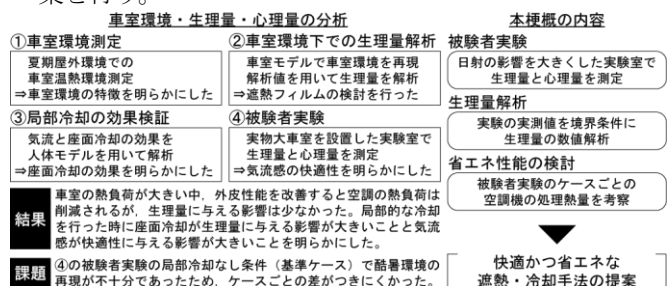 案を行う。
車室環境・生理量・心理量の分析
①車室環境測定
夏期屋外環境での
車室温熱環境測定
⇒車室環境の特徴を明らかにした
②車室環境下での生理量解析
車室モデルで車室環境を再現
解析値を用いて生理量を解析
⇒遮熱フィルムの検討を行った
③局部冷却の効果検証
気流と座面冷却の効果を
人体モデルを用いて解析
⇒座面冷却の効果を明らかにした
④被験者実験
実物大車室を設置した実験室で
生理量と心理量を測定
⇒気流感の快適性を明らかにした
結果
車室の熱負荷が大きい中，外皮性能を改善すると空調の熱負荷は
削減されるが，生理量に与える影響は少なかった。局部的な冷却
を行った時に座面冷却が生理量に与える影響が大きいことと気流
感が快適性に与える影響が大きいことを明らかにした。
課題
④の被験者実験の局部冷却なし条件（基準ケース）で酷暑環境の
再現が不十分であったため，ケースごとの差がつきにくかった。
本梗概の内容
被験者実験
日射の影響を大きくした実験室で
生理量と心理量を測定
生理量解析
実験の実測値を境界条件に
生理量の数値解析
省エネ性能の検討
被験者実験のケースごとの
空調機の処理熱量を考察
快適かつ省エネな
遮熱・冷却手法の提案